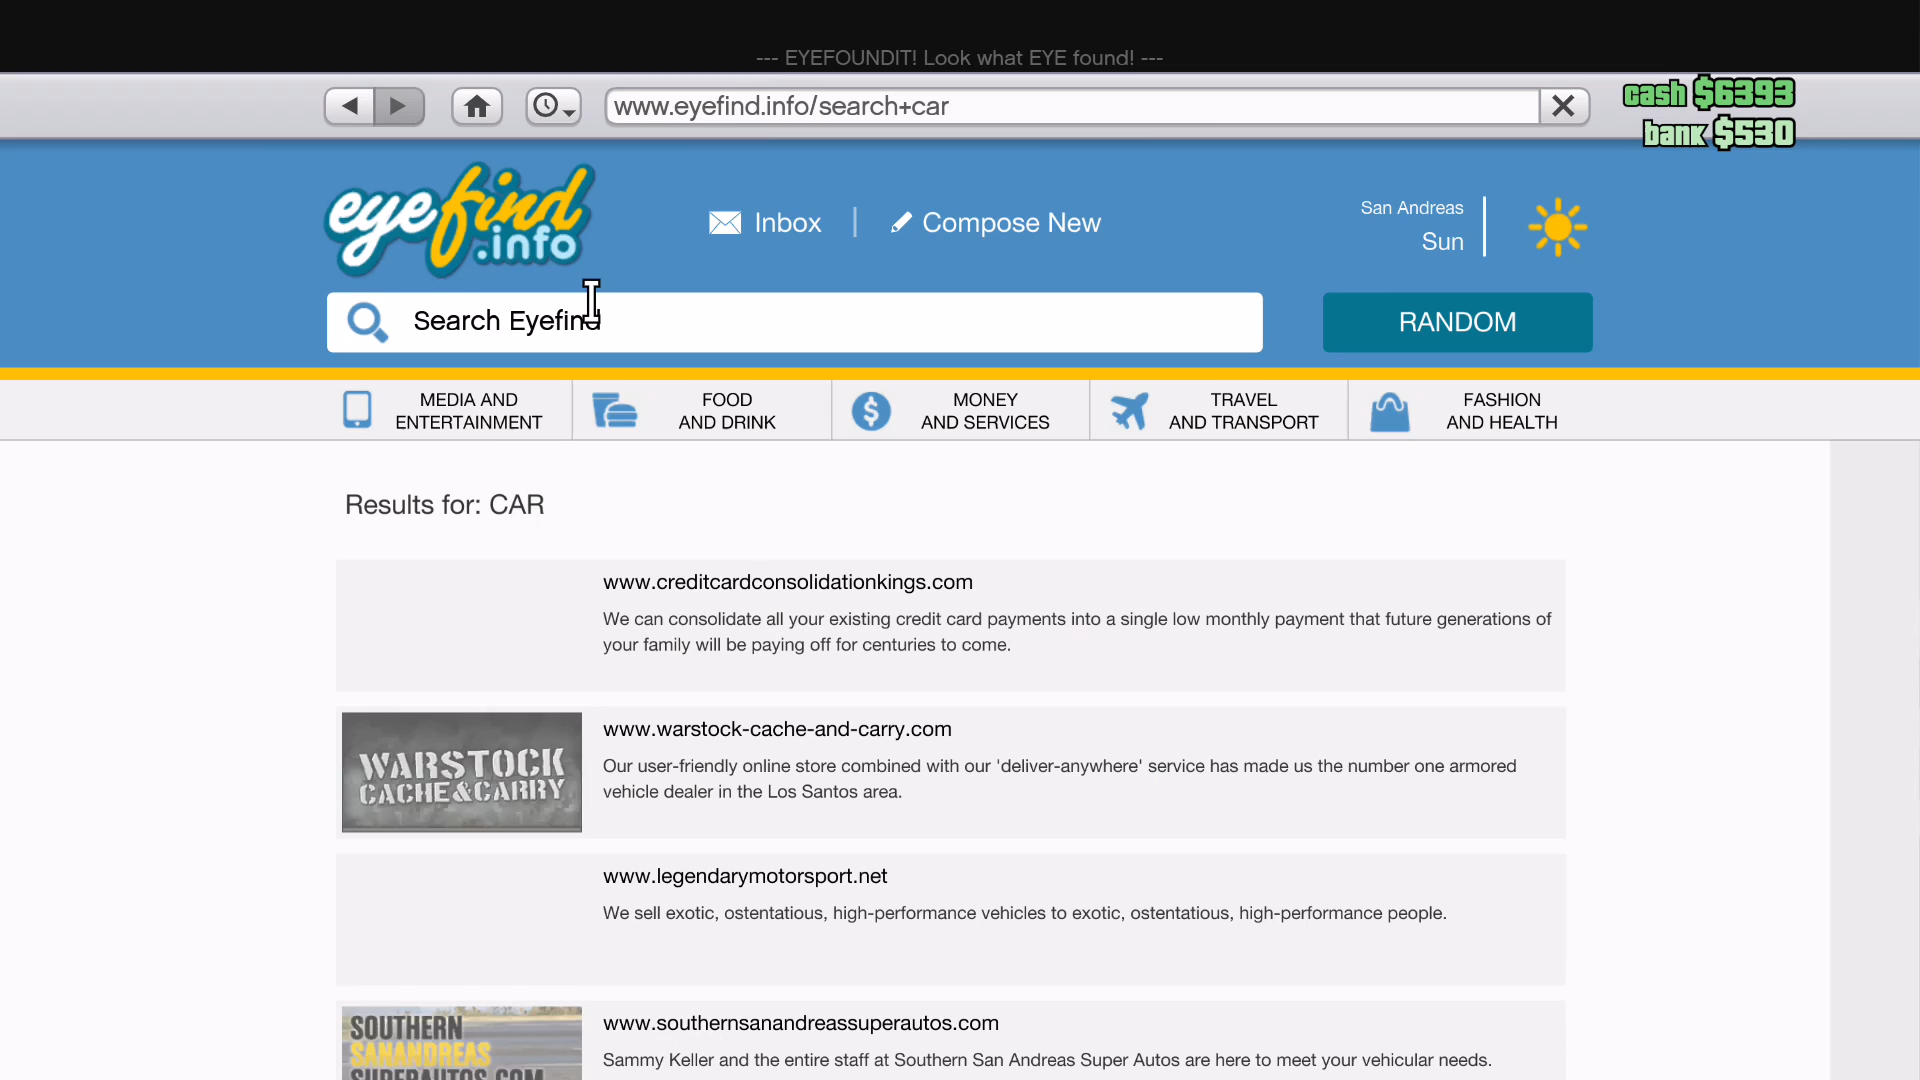 --- EYEFOUNDIT! Look what EYE found! ---
www.eyefind.info/search+car
cash $6393
bank $530
eyefind
.info
Inbox
Compose New
San Andreas
Sun
Search Eyefind
RANDOM
MEDIA AND
ENTERTAINMENT
FOOD
AND DRINK
MONEY
AND SERVICES
TRAVEL
AND TRANSPORT
FASHION
AND HEALTH
Results for: CAR
www.creditcardconsolidationkings.com
We can consolidate all your existing credit card payments into a single low monthly payment that future generations of
your family will be paying off for centuries to come.
WARSTOCK
CACHE&CARRY
www.warstock-cache-and-carry.com
Our user-friendly online store combined with our 'deliver-anywhere' service has made us the number one armored
vehicle dealer in the Los Santos area.
www.legendarymotorsport.net
We sell exotic, ostentatious, high-performance vehicles to exotic, ostentatious, high-performance people.
SOUTHERN
SANANDREAS
SUPERAUTOS.COM
www.southernsanandreassuperautos.com
Sammy Keller and the entire staff at Southern San Andreas Super Autos are here to meet your vehicular needs.